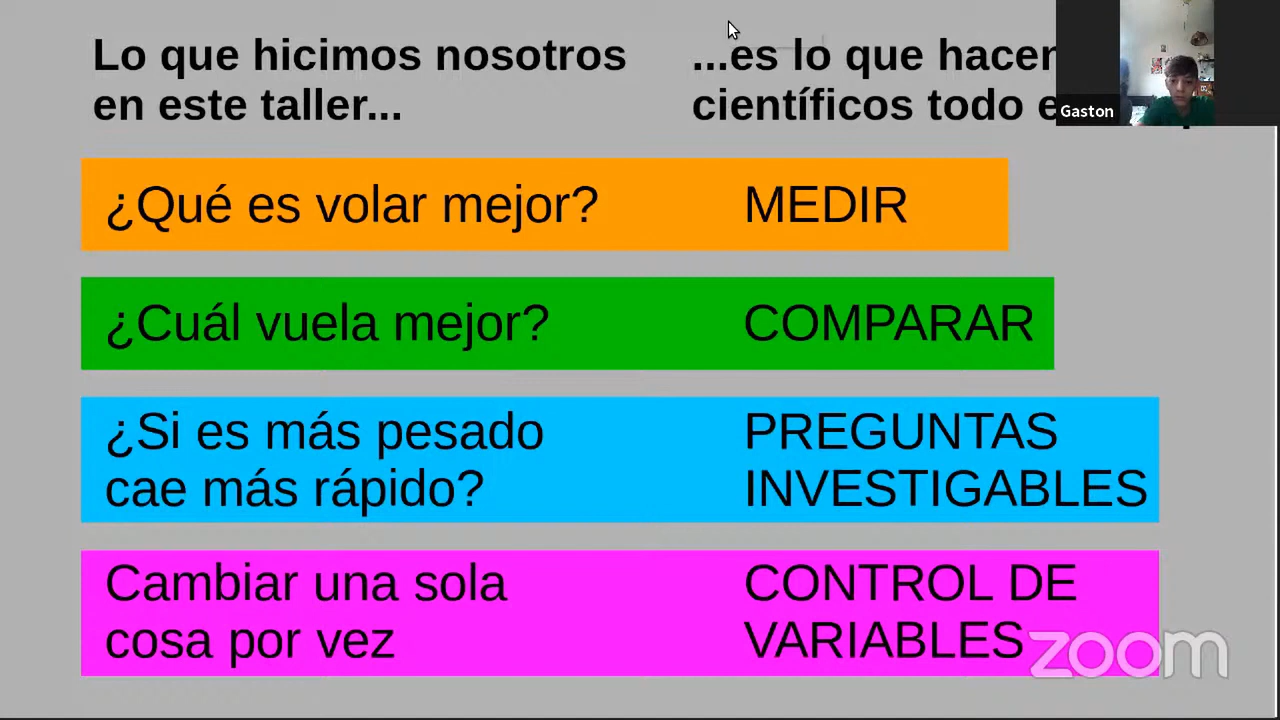 Lo que hicimos nosotros
en este taller...
...es lo que hacen
científicos todo
Gaston
¿Qué es volar mejor?
MEDIR
¿Cuál vuela mejor?
COMPARAR
¿Si es más pesado
cae más rápido?
PREGUNTAS
INVESTIGABLES
Cambiar una sola
cosa por vez
CONTROL DE
VARIABLES
zoom